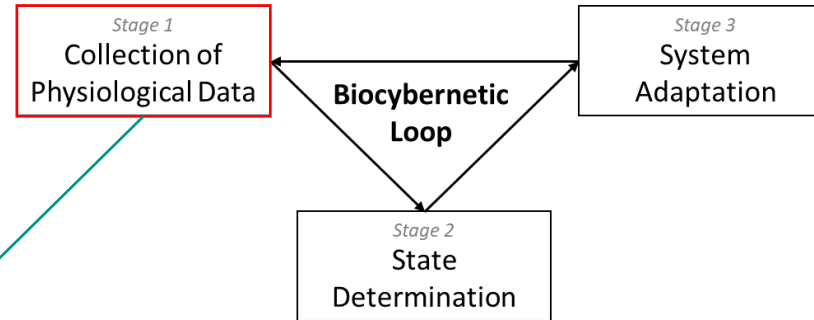 Stage 1
Collection of
Physiological Data
Biocybernetic
Loop
Stage 3
System
Adaptation
Stage 2
State
Determination